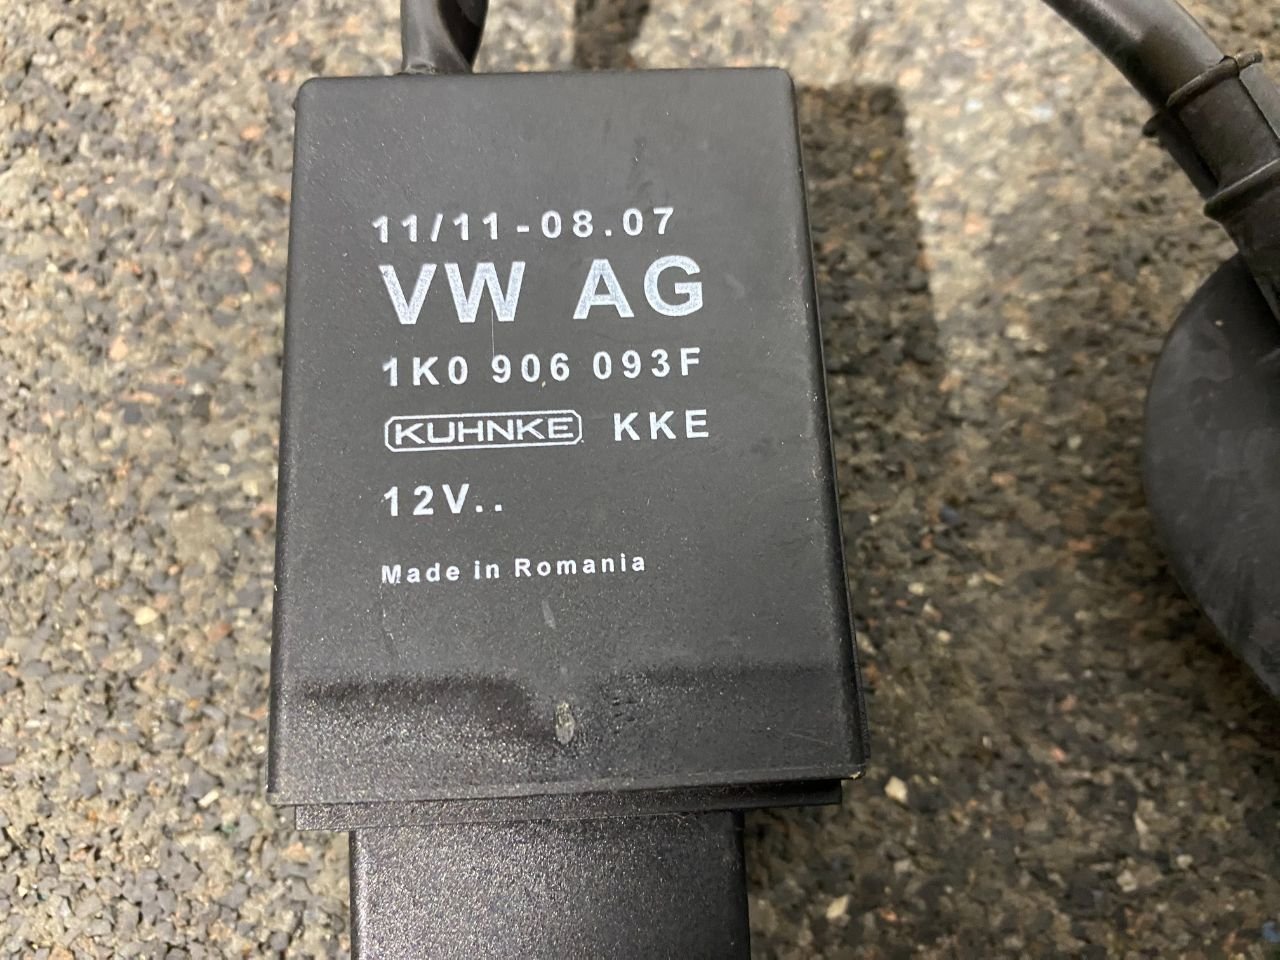 11/11-08.07
VW AG
1K0 906 093F
KUHNKE KKE
12V..
Made in Romania